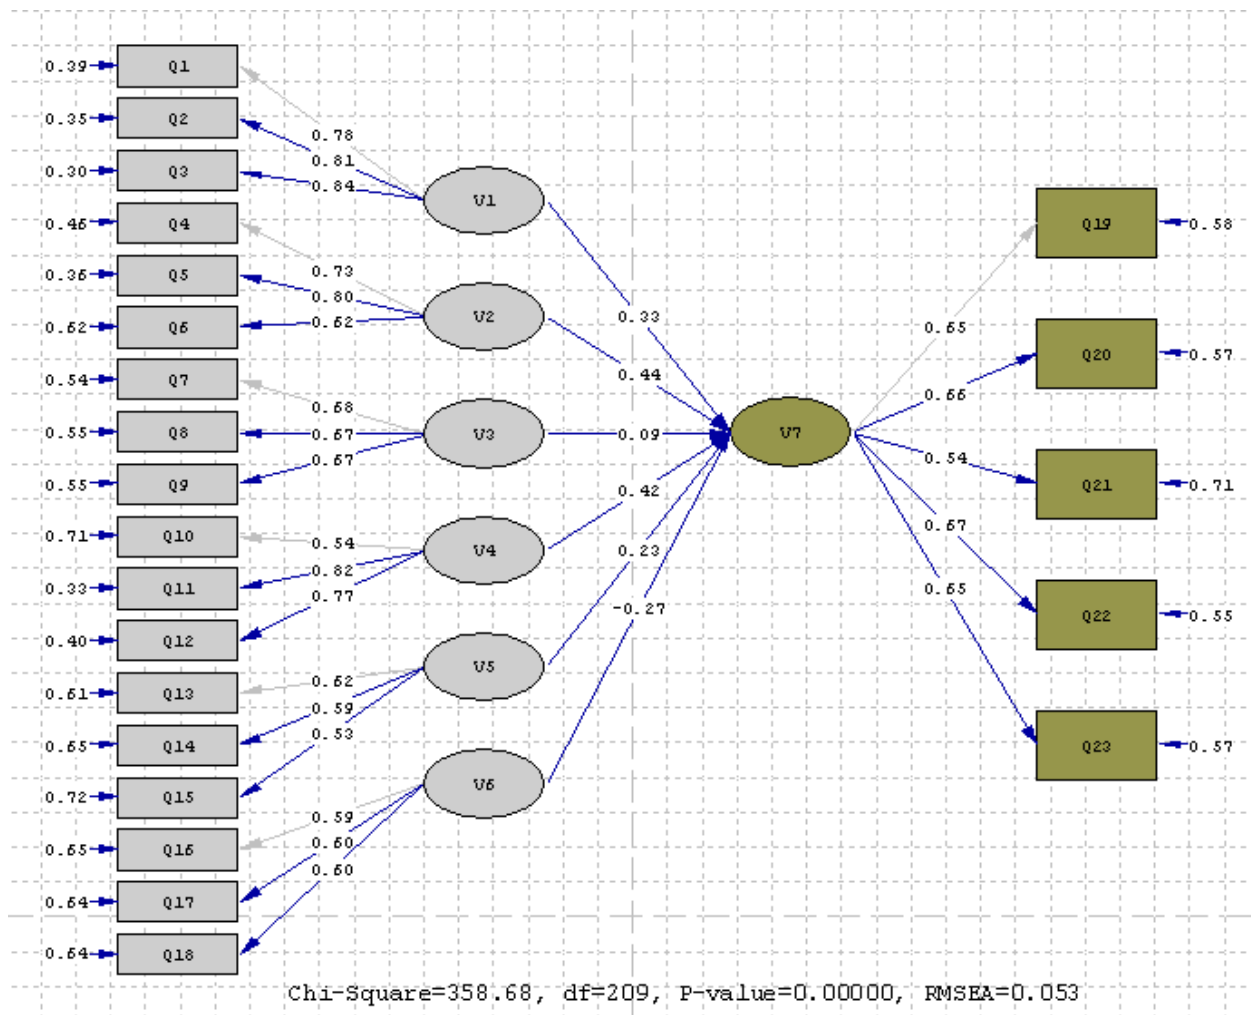 0.39 Q1
0.35 Q2
0.30 Q3
0.46 Q4
0.36 Q5
0.62 Q6
0.54 Q7
0.55 Q8
0.55 Q9
0.71 Q10
0.33 Q11
0.40 Q12
0.61 Q13
0.65 Q14
0.72 Q15
0.65 Q16
0.64 Q17
0.64 Q18
0.78
0.81
0.84
0.73
0.80
0.62
0.68
0.67
0.67
0.54
0.82
0.77
0.62
0.59
0.53
0.59
0.60
0.60
V1
V2
V3
V4
V5
V6
0.33
0.44
0.09
0.42
0.23
-0.27
V7
0.65
0.66
0.54
0.67
0.65
Q19 0.58
Q20 0.57
Q21 0.71
Q22 0.55
Q23 0.57
Chi-Square=358.68, df=209, P-value=0.00000, RMSEA=0.053